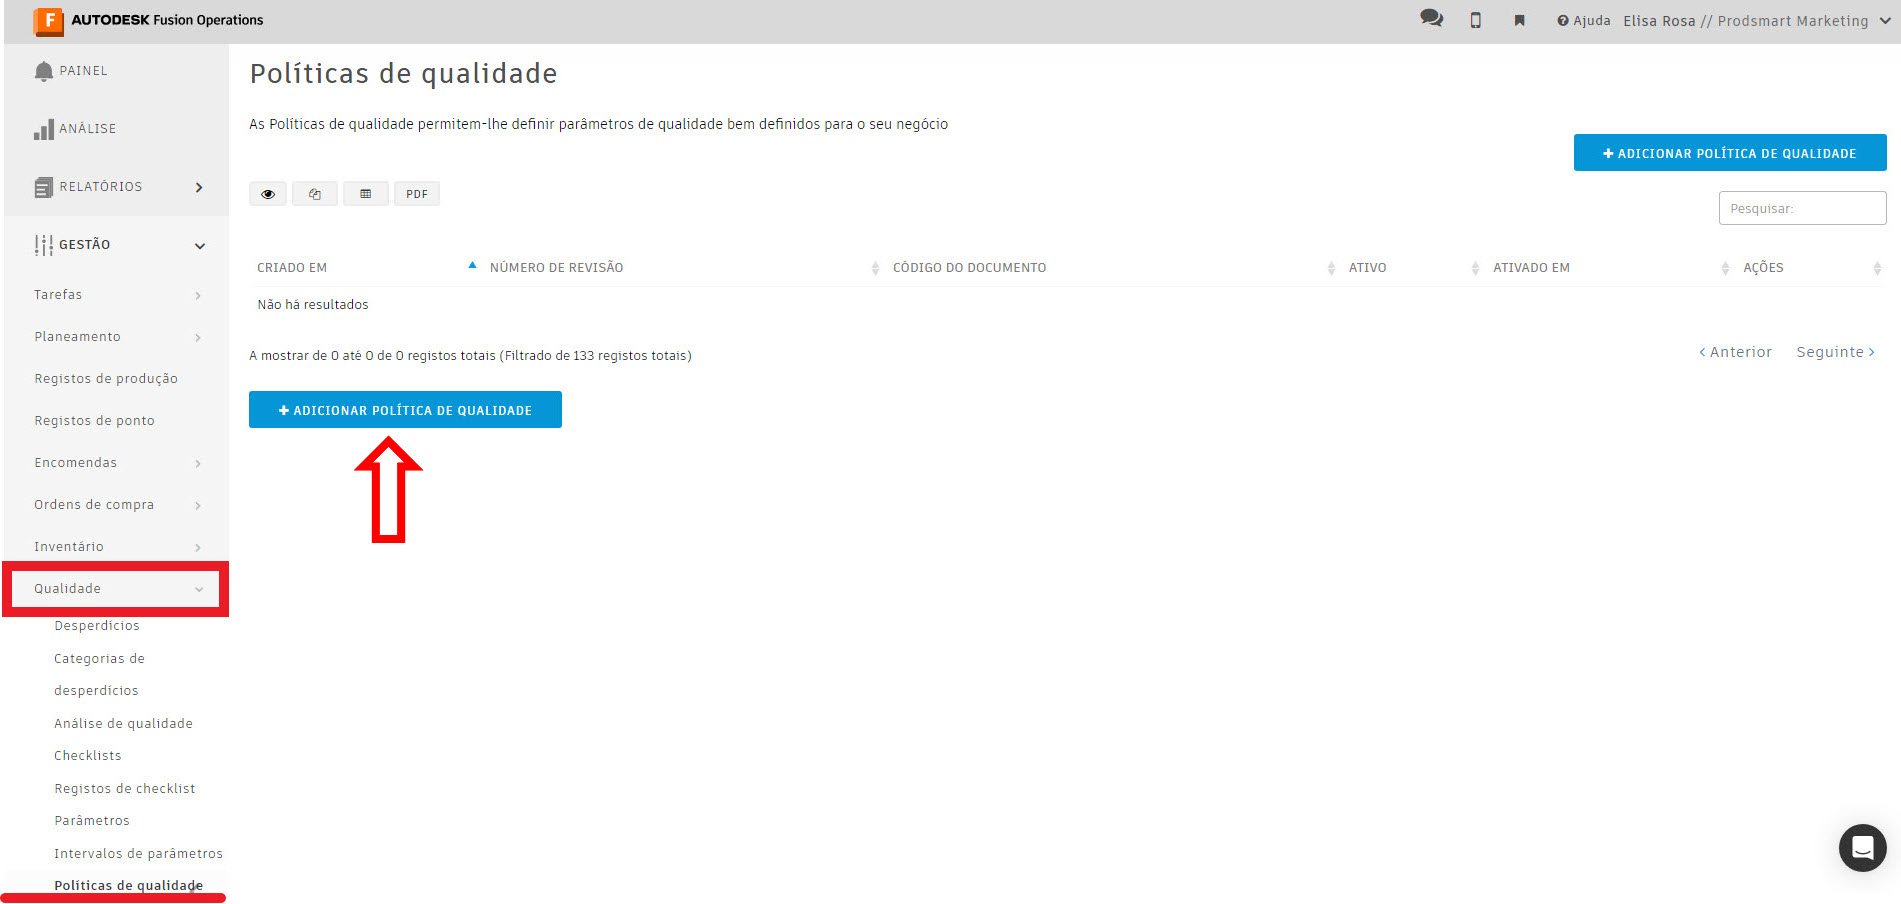 F AUTODESK Fusion Operations
Ajuda Elisa Rosa // Prodsmart Marketing
PAINEL
ANÁLISE
RELATÓRIOS
GESTÃO
Tarefas
Planeamento
Registos de produção
Registos de ponto
Encomendas
Ordens de compra
Inventário
Qualidade
Desperdícios
Categorias de
desperdícios
Análise de qualidade
Checklists
Registos de checklist
Parâmetros
Intervalos de parâmetros
Políticas de qualidade
Políticas de qualidade
As Políticas de qualidade permitem-lhe definir parâmetros de qualidade bem definidos para o seu negócio
+ ADICIONAR POLÍTICA DE QUALIDADE
PDF
Pesquisar:
CRIADO EM NÚMERO DE REVISÃO CÓDIGO DO DOCUMENTO ATIVO ATIVADO EM AÇÕES
Não há resultados
A mostrar de 0 até 0 de 0 registos totais (Filtrado de 133 registos totais)
< Anterior Seguinte >
+ ADICIONAR POLÍTICA DE QUALIDADE